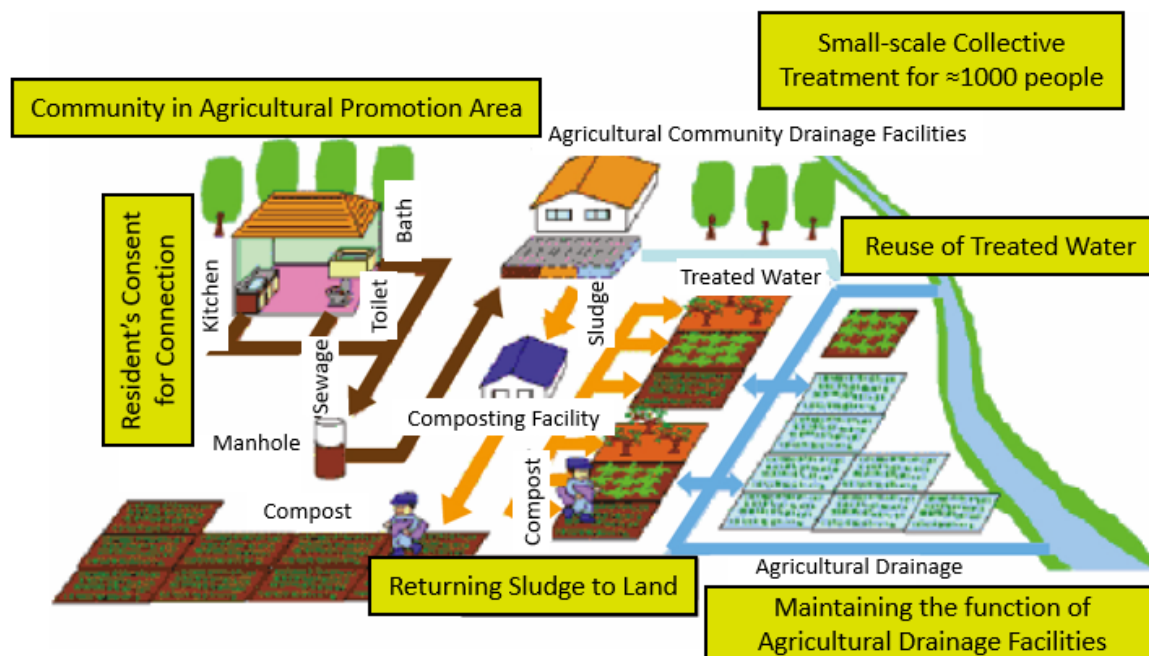 Small-scale Collective
Treatment for ≈1000 people
Community in Agricultural Promotion Area
Agricultural Community Drainage Facilities
Resident's Consent
for Connection
Kitchen
Bath
Toilet
Sewage
Manhole
Sludge
Treated Water
Reuse of Treated Water
Composting Facility
Compost
Compost
Returning Sludge to Land
Agricultural Drainage
Maintaining the function of
Agricultural Drainage Facilities